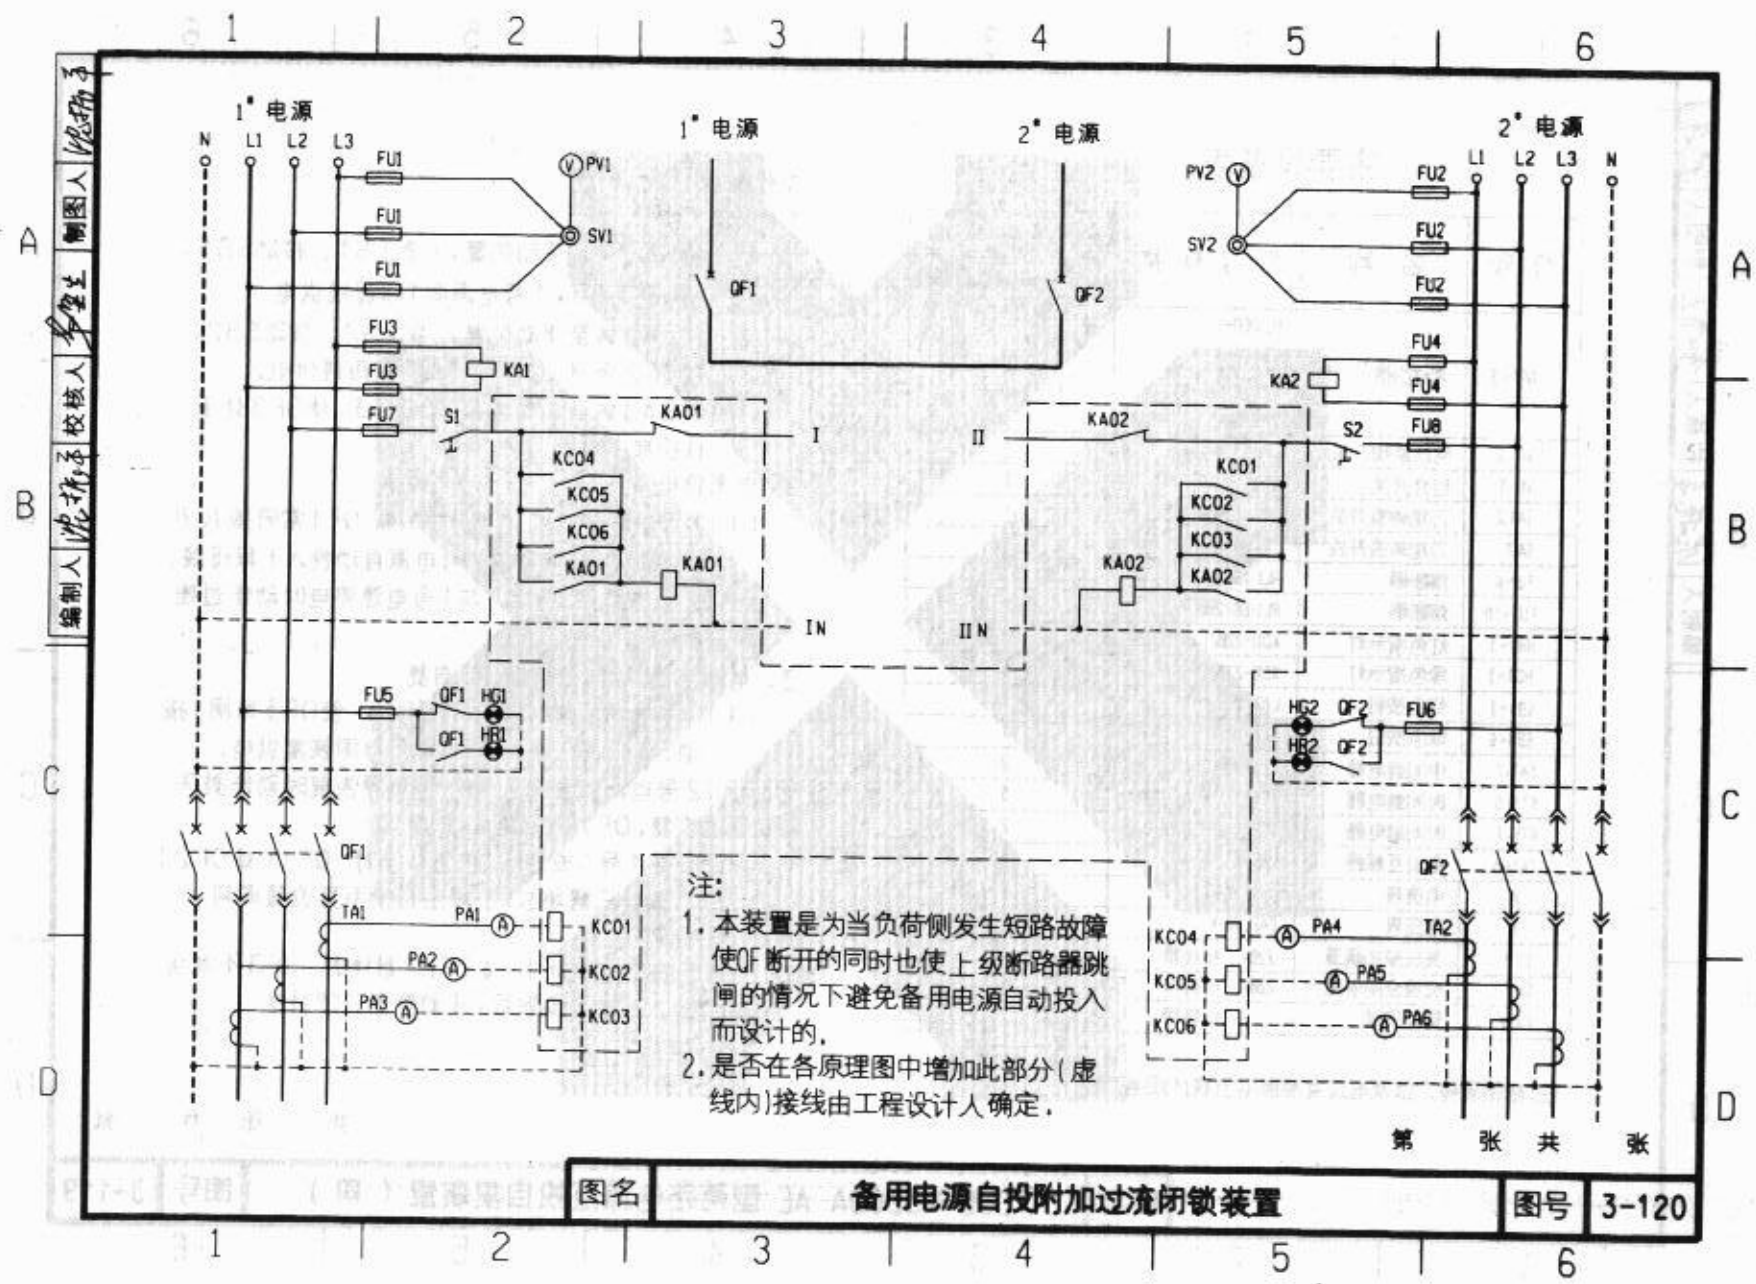 1 2 3 4 5 6
A
B
C
D
A
B
C
D
制图人
校核人
编制人
1# 电源
N L1 L2 L3
FU1
FU1
FU1
PV1
SV1
FU3
FU3
KA1
FU7
S1
1# 电源
2# 电源
QF1
QF2
2# 电源
L1 L2 L3 N
PV2
SV2
FU2
FU2
FU2
FU4
KA2
FU4
FU8
S2
KA01
I
II
KA02
KC04
KC05
KC06
KA01
KA01
IN
KC01
KC02
KC03
KA02
KA02
IIN
FU5
QF1
HG1
QF1
HR1
HG2
QF2
FU6
HR2
QF2
QF1
QF2
TA1
PA1
KC01
PA2
KC02
PA3
KC03
KC04
PA4
TA2
KC05
PA5
KC06
PA6
注:
1. 本装置是为当负荷侧发生短路故障
使QF断开的同时也使上级断路器跳
闸的情况下避免备用电源自动投入
而设计的.
2. 是否在各原理图中增加此部分(虚
线内)接线由工程设计人确定.
第 张 共 张
图名
备用电源自投附加过流闭锁装置
图号
3-120
1 2 3 4 5 6